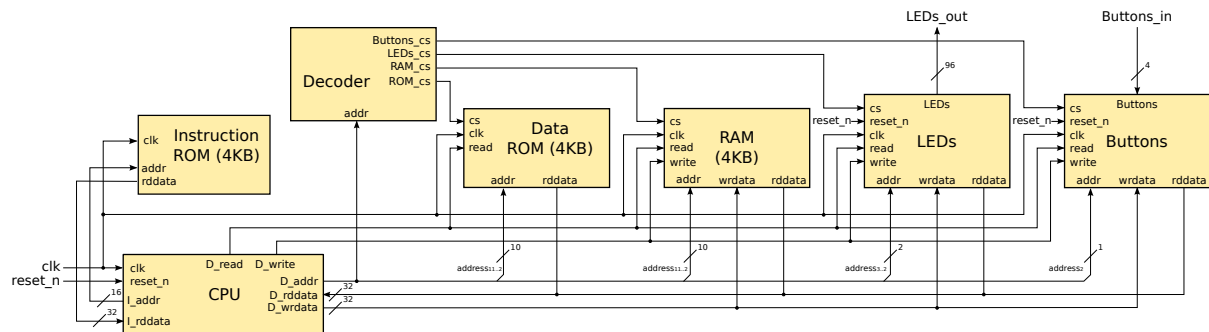 LEDs_out
Buttons_in
96
4
Decoder
Buttons_cs
LEDs_cs
RAM_cs
ROM_cs
addr
Instruction
ROM (4KB)
clk
addr
rddata
Data
ROM (4KB)
cs
clk
read
addr
rddata
RAM
(4KB)
cs
clk
read
write
addr
wrdata
rddata
LEDs
LEDs
cs
reset_n
reset_n
clk
read
write
addr
wrdata
rddata
Buttons
Buttons
cs
reset_n
reset_n
clk
read
write
addr
wrdata
rddata
10
address11..2
10
address11..2
2
address3..2
1
address2
clk
reset_n
CPU
D_read
D_write
clk
reset_n
I_addr
I_rddata
D_addr
D_rddata
D_wrdata
16
32
32
32